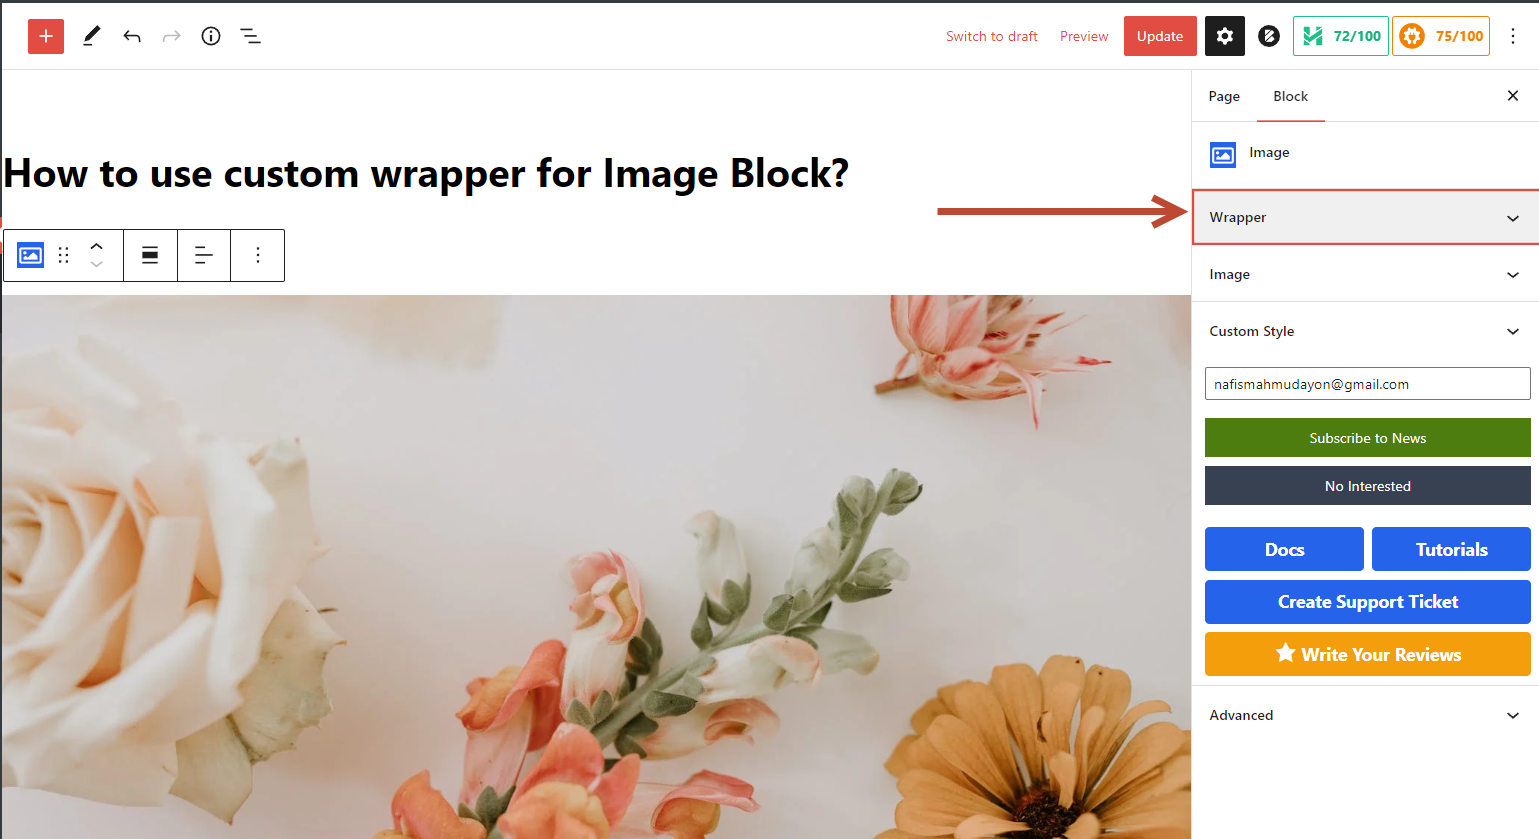 Switch to draft Preview Update 72/100 75/100
Page Block
Image
How to use custom wrapper for Image Block?
Wrapper
Image
Custom Style
nafismahmudayon@gmail.com
Subscribe to News
No Interested
Docs Tutorials
Create Support Ticket
Write Your Reviews
Advanced